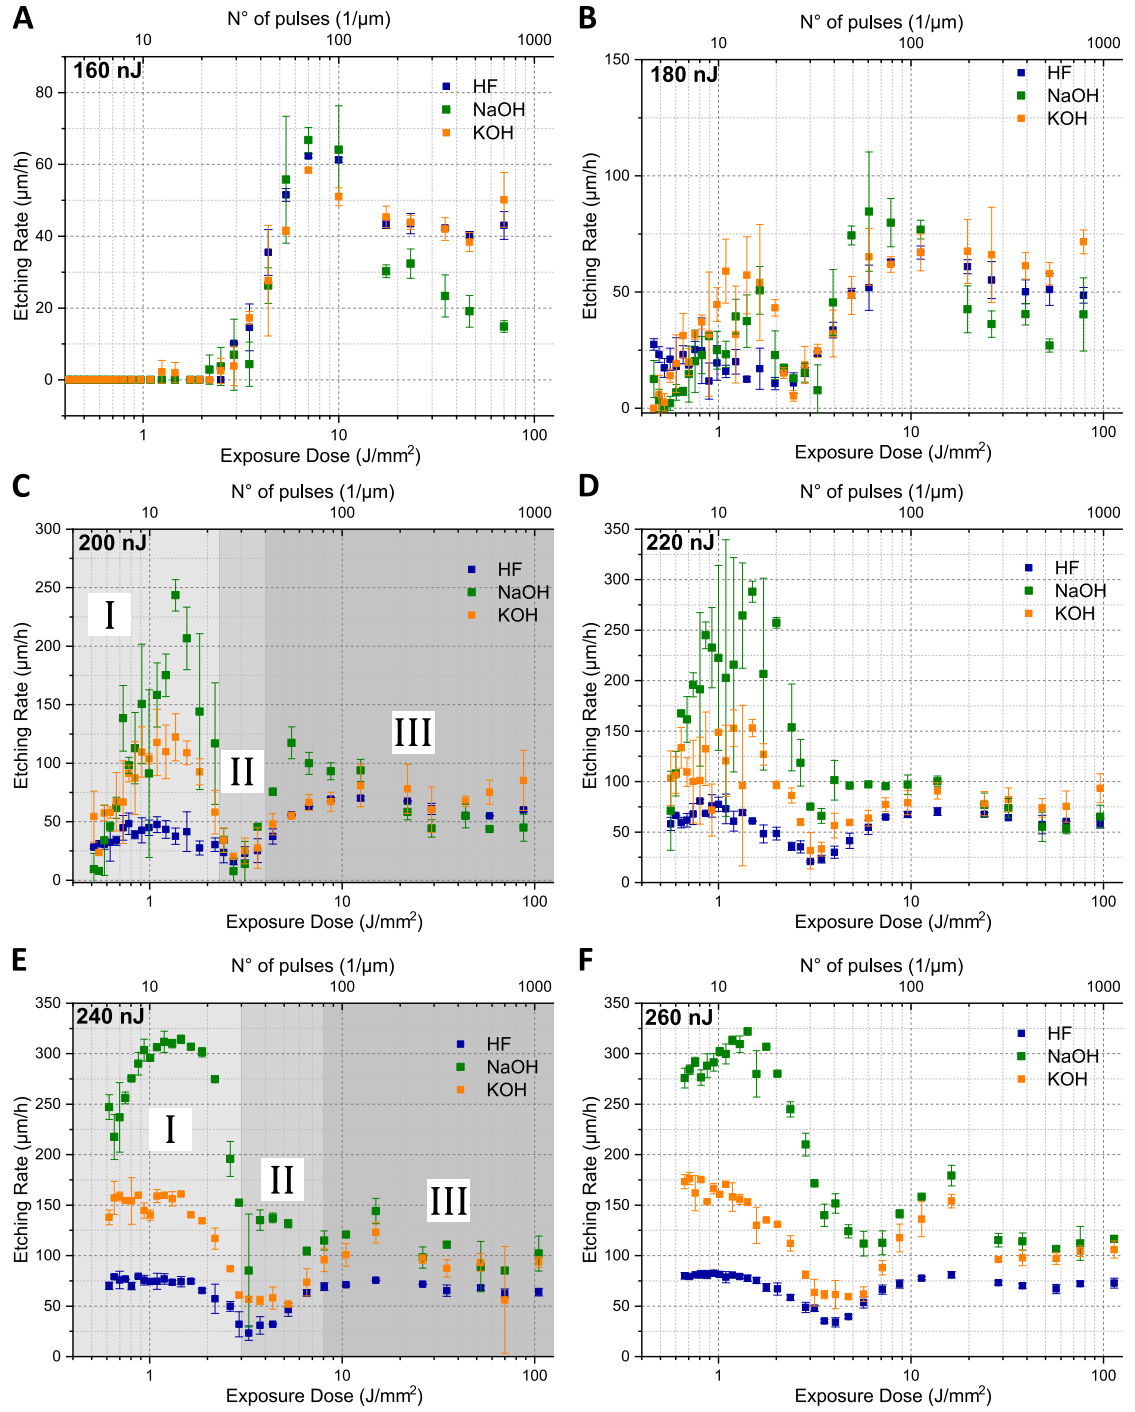 A
N° of pulses (1/μm)
10 100 1000
160 nJ
HF
NaOH
KOH
Etching Rate (μm/h)
80
60
40
20
0
1 10 100
Exposure Dose (J/mm²)
B
N° of pulses (1/μm)
10 100 1000
180 nJ
HF
NaOH
KOH
Etching Rate (μm/h)
150
100
50
0
1 10 100
Exposure Dose (J/mm²)
C
N° of pulses (1/μm)
10 100 1000
200 nJ
HF
NaOH
KOH
I
II
III
Etching Rate (μm/h)
300
250
200
150
100
50
0
1 10 100
Exposure Dose (J/mm²)
D
N° of pulses (1/μm)
10 100 1000
220 nJ
HF
NaOH
KOH
Etching Rate (μm/h)
350
300
250
200
150
100
50
0
1 10 100
Exposure Dose (J/mm²)
E
N° of pulses (1/μm)
10 100 1000
240 nJ
HF
NaOH
KOH
I
II
III
Etching Rate (μm/h)
350
300
250
200
150
100
50
0
1 10 100
Exposure Dose (J/mm²)
F
N° of pulses (1/μm)
10 100 1000
260 nJ
HF
NaOH
KOH
Etching Rate (μm/h)
350
300
250
200
150
100
50
0
1 10 100
Exposure Dose (J/mm²)